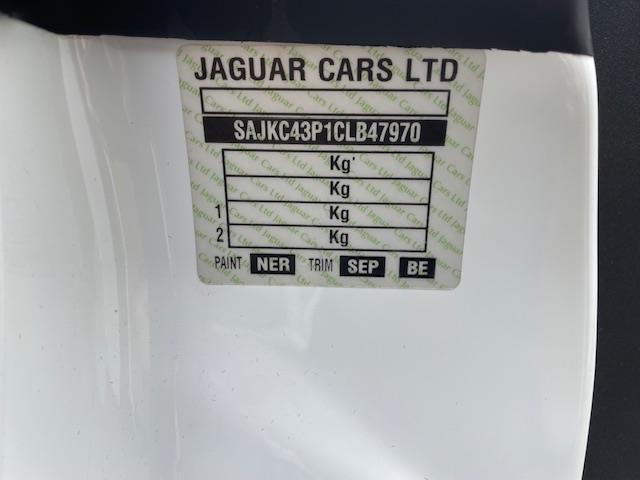 JAGUAR CARS LTD
SAJKC43P1CLB47970
Kg
Kg
1 Kg
2 Kg
PAINT NER TRIM SEP BE